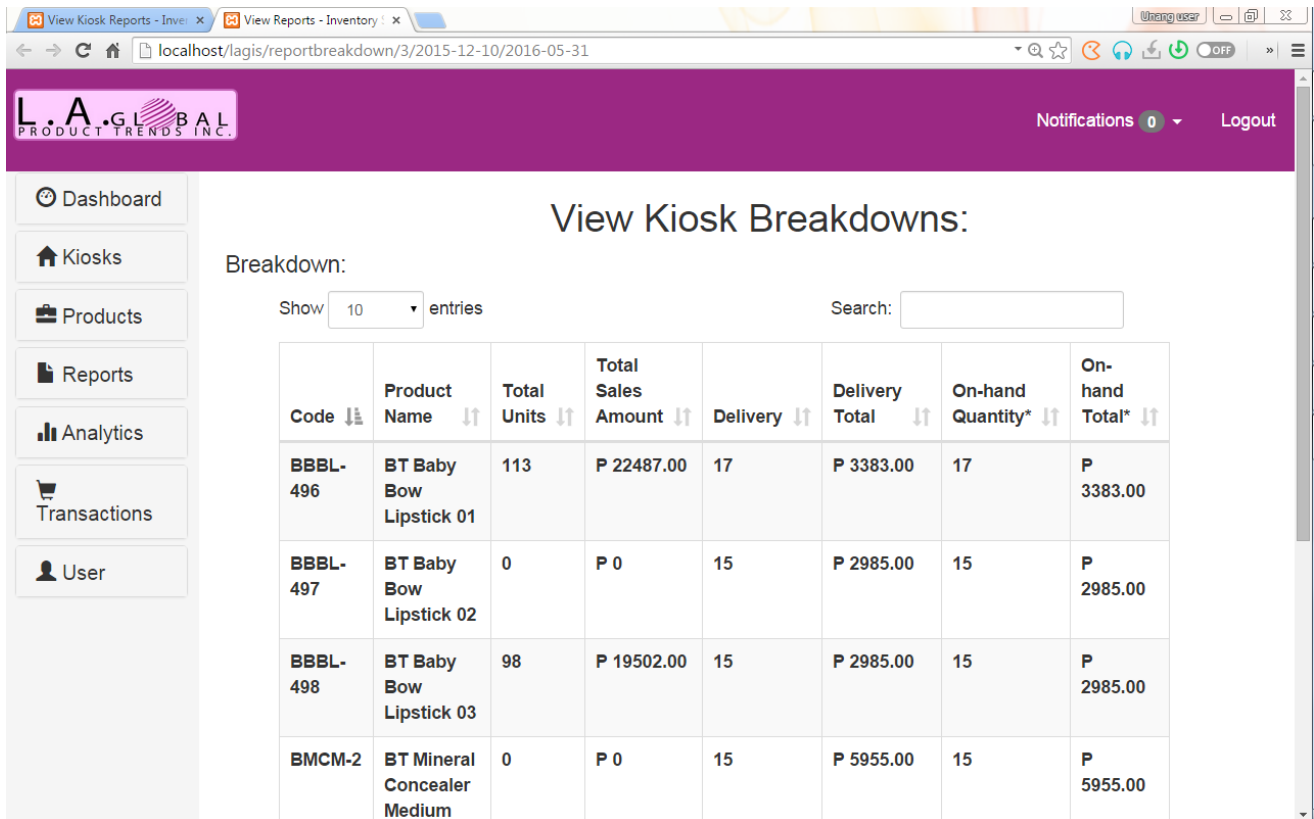 View Kiosk Reports - Inver ×
View Reports - Inventory S ×
Unang user
localhost/lagis/reportbreakdown/3/2015-12-10/2016-05-31
OFF
»
L.A.GLOBAL
PRODUCT TRENDS INC.
Notifications 0
Logout
Dashboard
Kiosks
Products
Reports
Analytics
Transactions
User
View Kiosk Breakdowns:
Breakdown:
Show 10 entries
Search:
Code
Product
Name
Total
Units
Total
Sales
Amount
Delivery
Delivery
Total
On-hand
Quantity*
On-
hand
Total*
BBBL-
496
BT Baby
Bow
Lipstick 01
113
P 22487.00
17
P 3383.00
17
P
3383.00
BBBL-
497
BT Baby
Bow
Lipstick 02
0
P 0
15
P 2985.00
15
P
2985.00
BBBL-
498
BT Baby
Bow
Lipstick 03
98
P 19502.00
15
P 2985.00
15
P
2985.00
BMCM-2
BT Mineral
Concealer
Medium
0
P 0
15
P 5955.00
15
P
5955.00